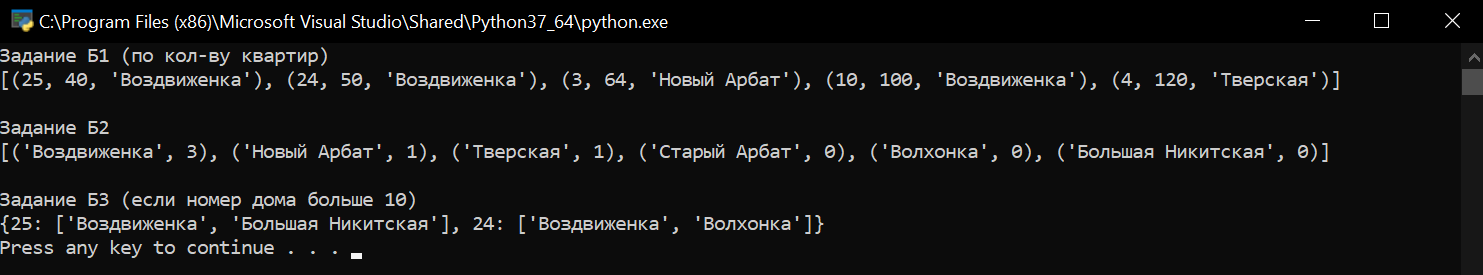 C:\Program Files (x86)\Microsoft Visual Studio\Shared\Python37_64\python.exe
Задание Б1 (по кол-ву квартир)
[(25, 40, 'Воздвиженка'), (24, 50, 'Воздвиженка'), (3, 64, 'Новый Арбат'), (10, 100, 'Воздвиженка'), (4, 120, 'Тверская')]
Задание Б2
[('Воздвиженка', 3), ('Новый Арбат', 1), ('Тверская', 1), ('Старый Арбат', 0), ('Волхонка', 0), ('Большая Никитская', 0)]
Задание Б3 (если номер дома больше 10)
{25: ['Воздвиженка', 'Большая Никитская'], 24: ['Воздвиженка', 'Волхонка']}
Press any key to continue . . .